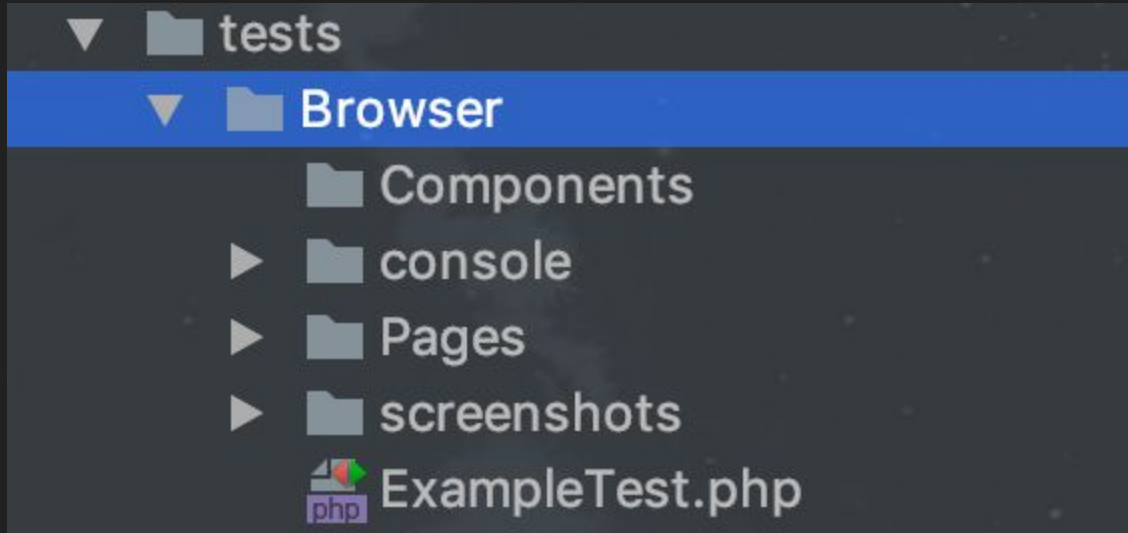 tests
Browser
Components
console
Pages
screenshots
php ExampleTest.php